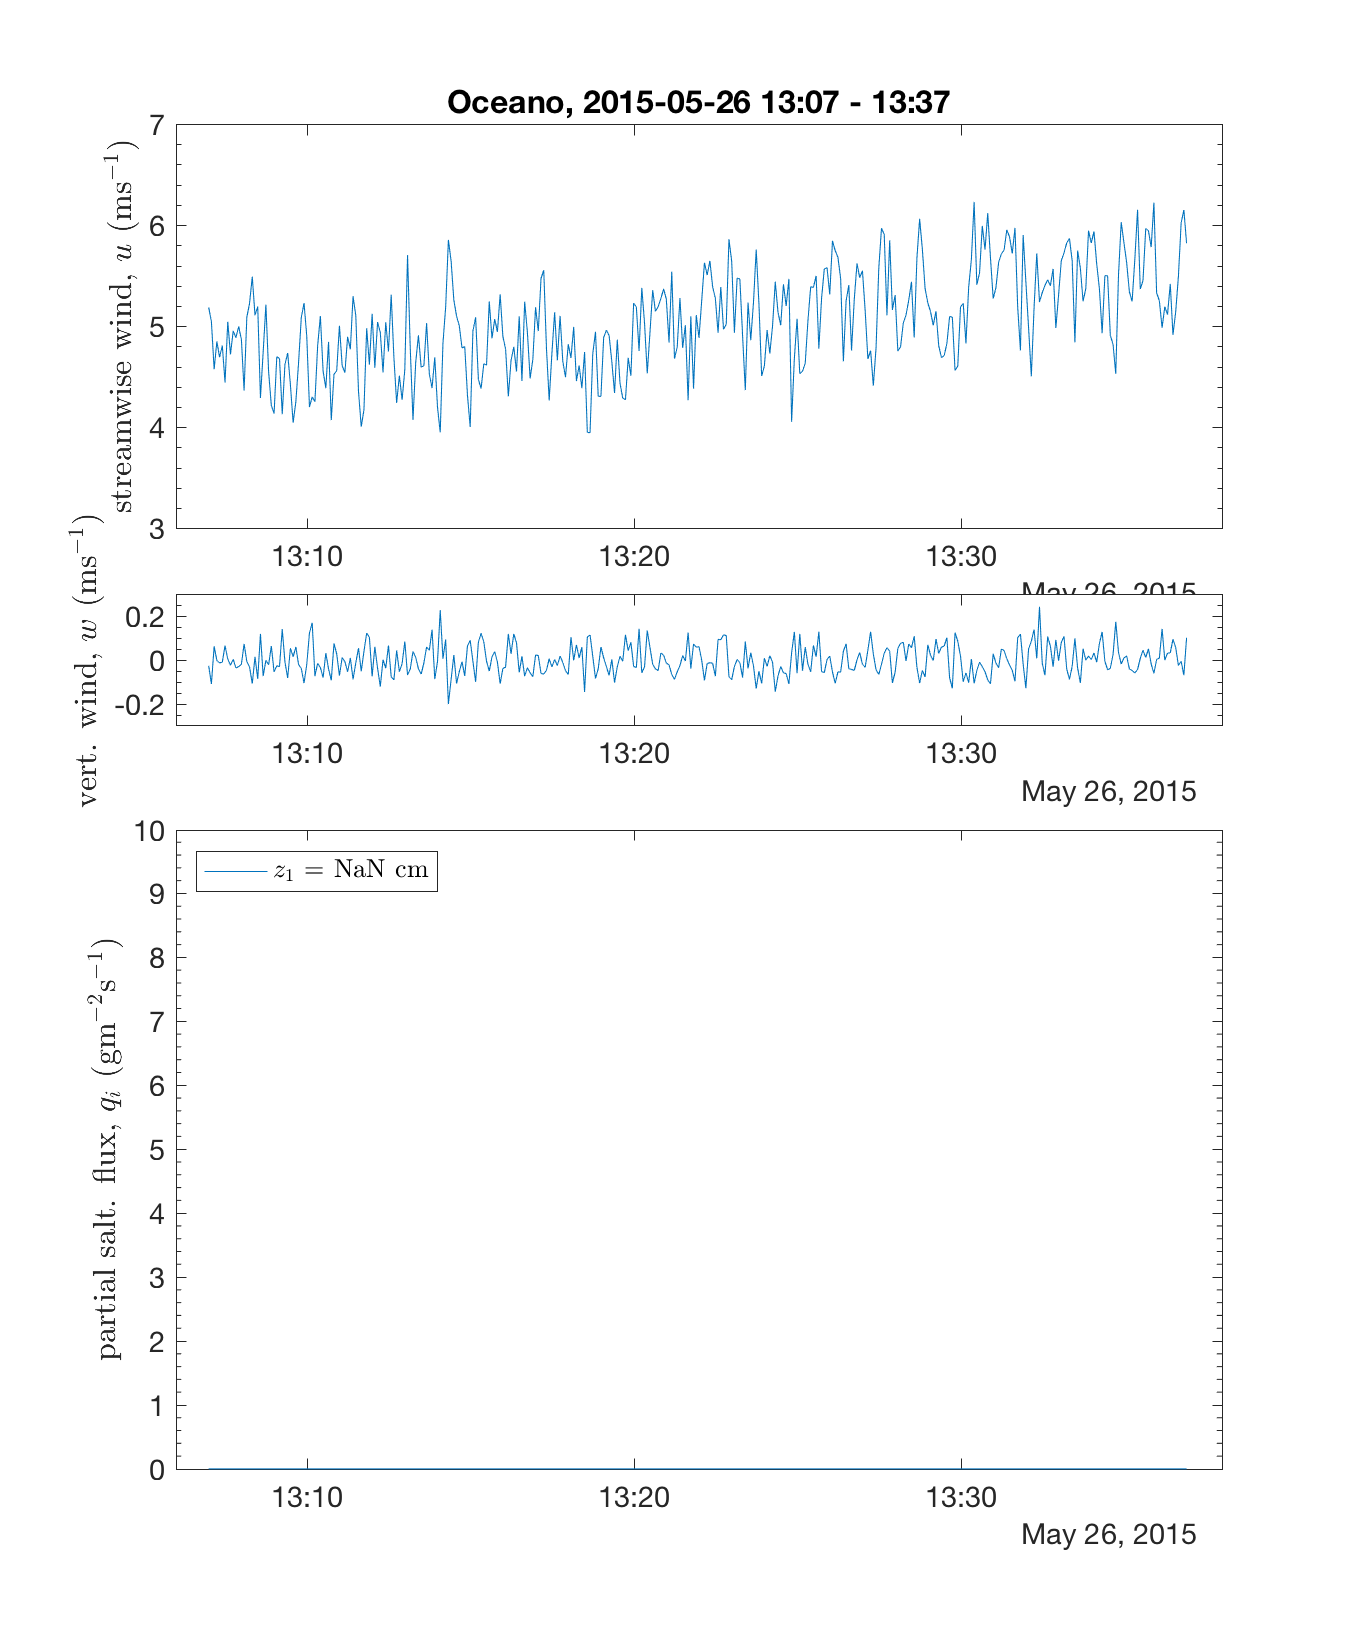 Oceano, 2015-05-26 13:07 - 13:37
7
6
5
4
3
streamwise wind, u (ms⁻¹)
13:10 13:20 13:30
May 26, 2015
0.2
0
-0.2
vert. wind, w (ms⁻¹)
13:10 13:20 13:30
May 26, 2015
10
9
8
7
6
5
4
3
2
1
0
z₁ = NaN cm
partial salt. flux, qᵢ (gm⁻²s⁻¹)
13:10 13:20 13:30
May 26, 2015